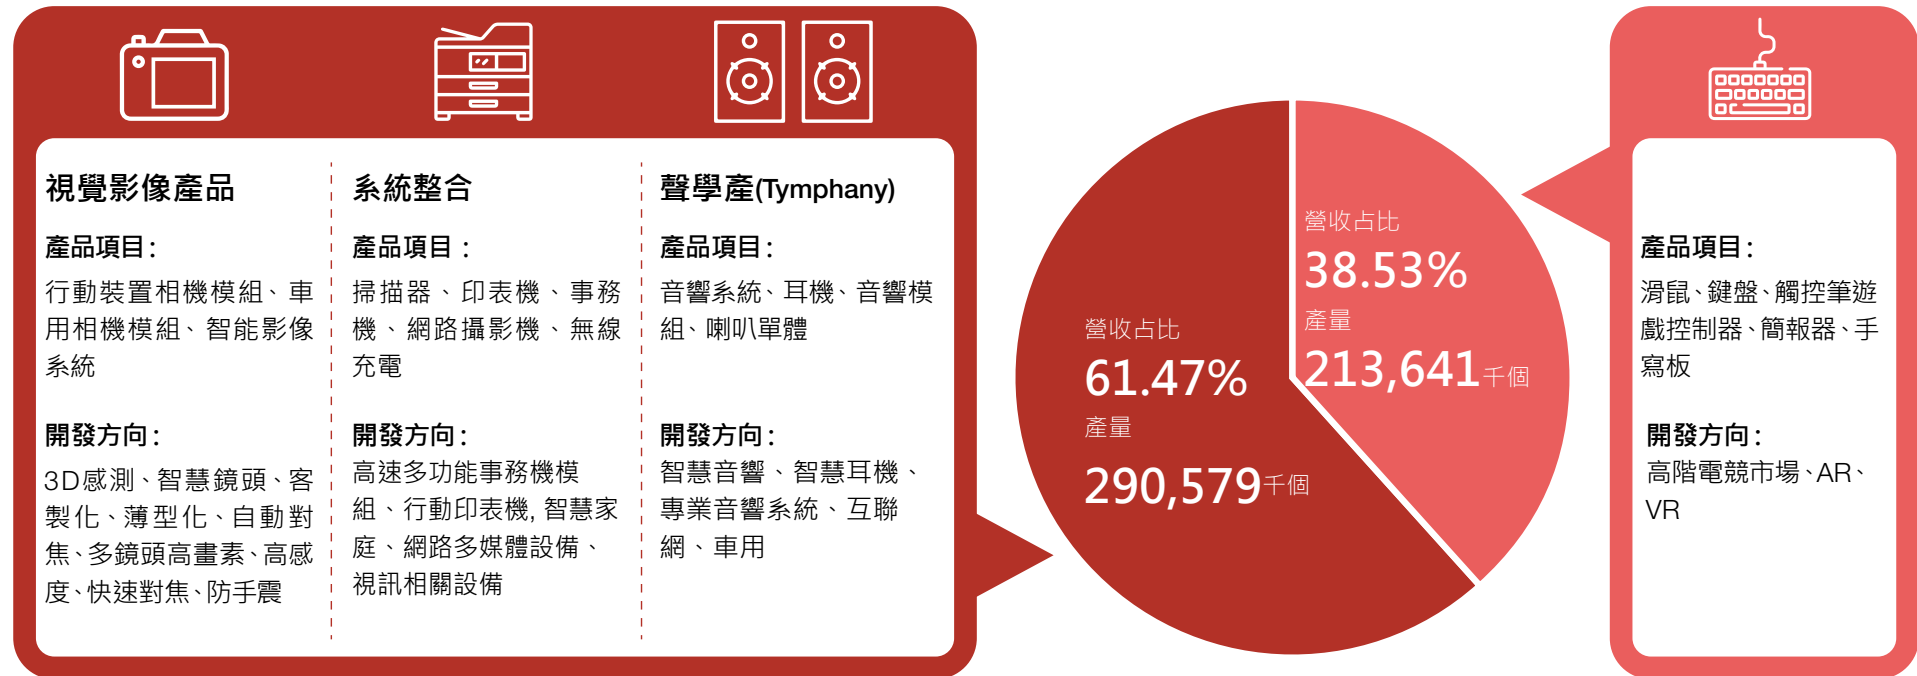 視覺影像產品
產品項目：
行動裝置相機模組、車
用相機模組、智能影像
系統
開發方向：
3D感測、智慧鏡頭、客
製化、薄型化、自動對
焦、多鏡頭高畫素、高感
度、快速對焦、防手震
系統整合
產品項目：
掃描器、印表機、事務
機、網路攝影機、無線
充電
開發方向：
高速多功能事務機模
組、行動印表機, 智慧家
庭、網路多媒體設備、
視訊相關設備
聲學產(Tymphany)
產品項目：
音響系統、耳機、音響模
組、喇叭單體
開發方向：
智慧音響、智慧耳機、
專業音響系統、互聯
網、車用
營收占比
61.47%
產量
290,579千個
營收占比
38.53%
產量
213,641千個
產品項目：
滑鼠、鍵盤、觸控筆遊
戲控制器、簡報器、手
寫板
開發方向：
高階電競市場、AR、
VR